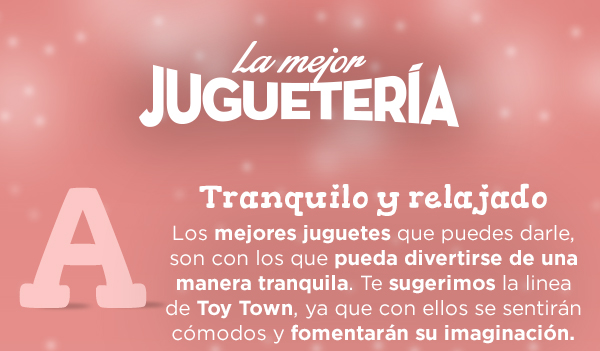 La mejor
JUGUETERÍA
A
Tranquilo y relajado
Los mejores juguetes que puedes darle,
son con los que pueda divertirse de una
manera tranquila. Te sugerimos la linea
de Toy Town, ya que con ellos se sentirán
cómodos y fomentarán su imaginación.